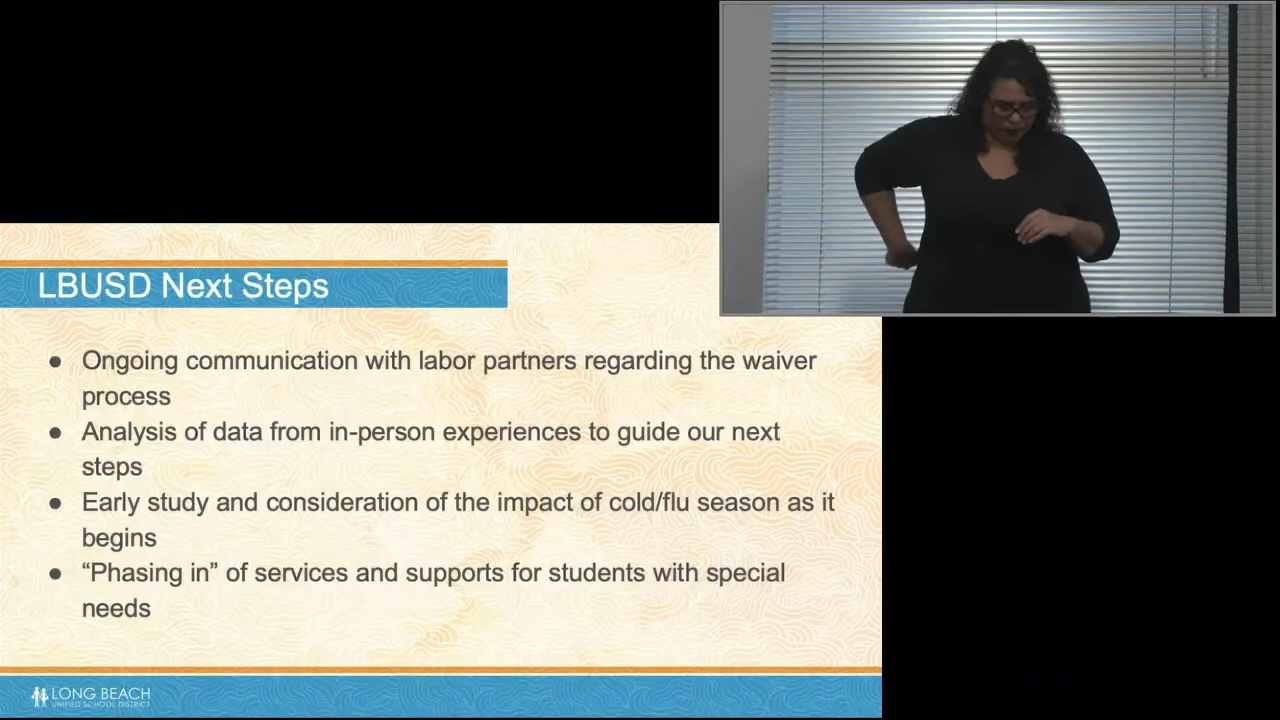 LBUSD Next Steps
● Ongoing communication with labor partners regarding the waiver
process
● Analysis of data from in-person experiences to guide our next
steps
● Early study and consideration of the impact of cold/flu season as it
begins
● “Phasing in” of services and supports for students with special
needs
LONG BEACH
UNIFIED SCHOOL DISTRICT